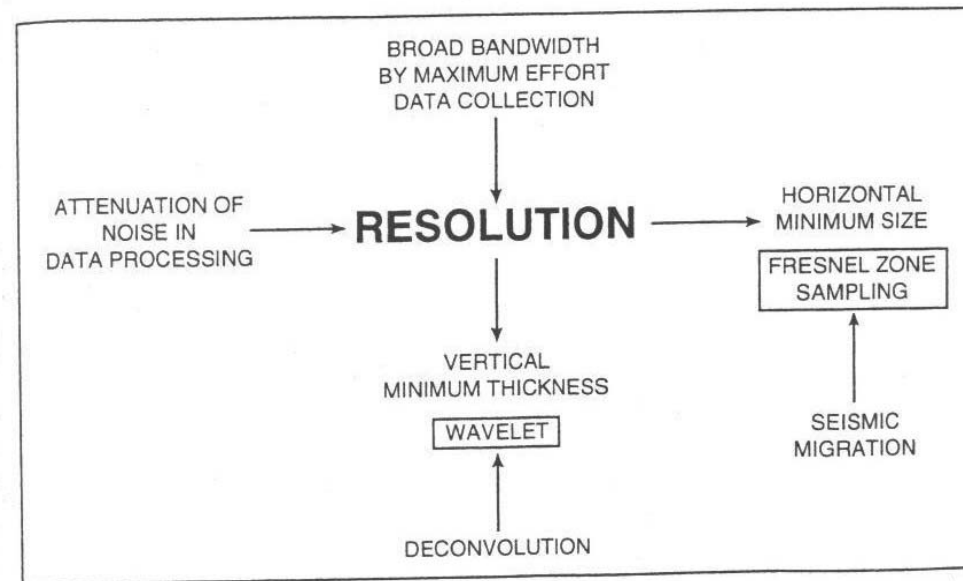 BROAD BANDWIDTH
BY MAXIMUM EFFORT
DATA COLLECTION
ATTENUATION OF
NOISE IN
DATA PROCESSING
RESOLUTION
HORIZONTAL
MINIMUM SIZE
FRESNEL ZONE
SAMPLING
VERTICAL
MINIMUM THICKNESS
WAVELET
SEISMIC
MIGRATION
DECONVOLUTION